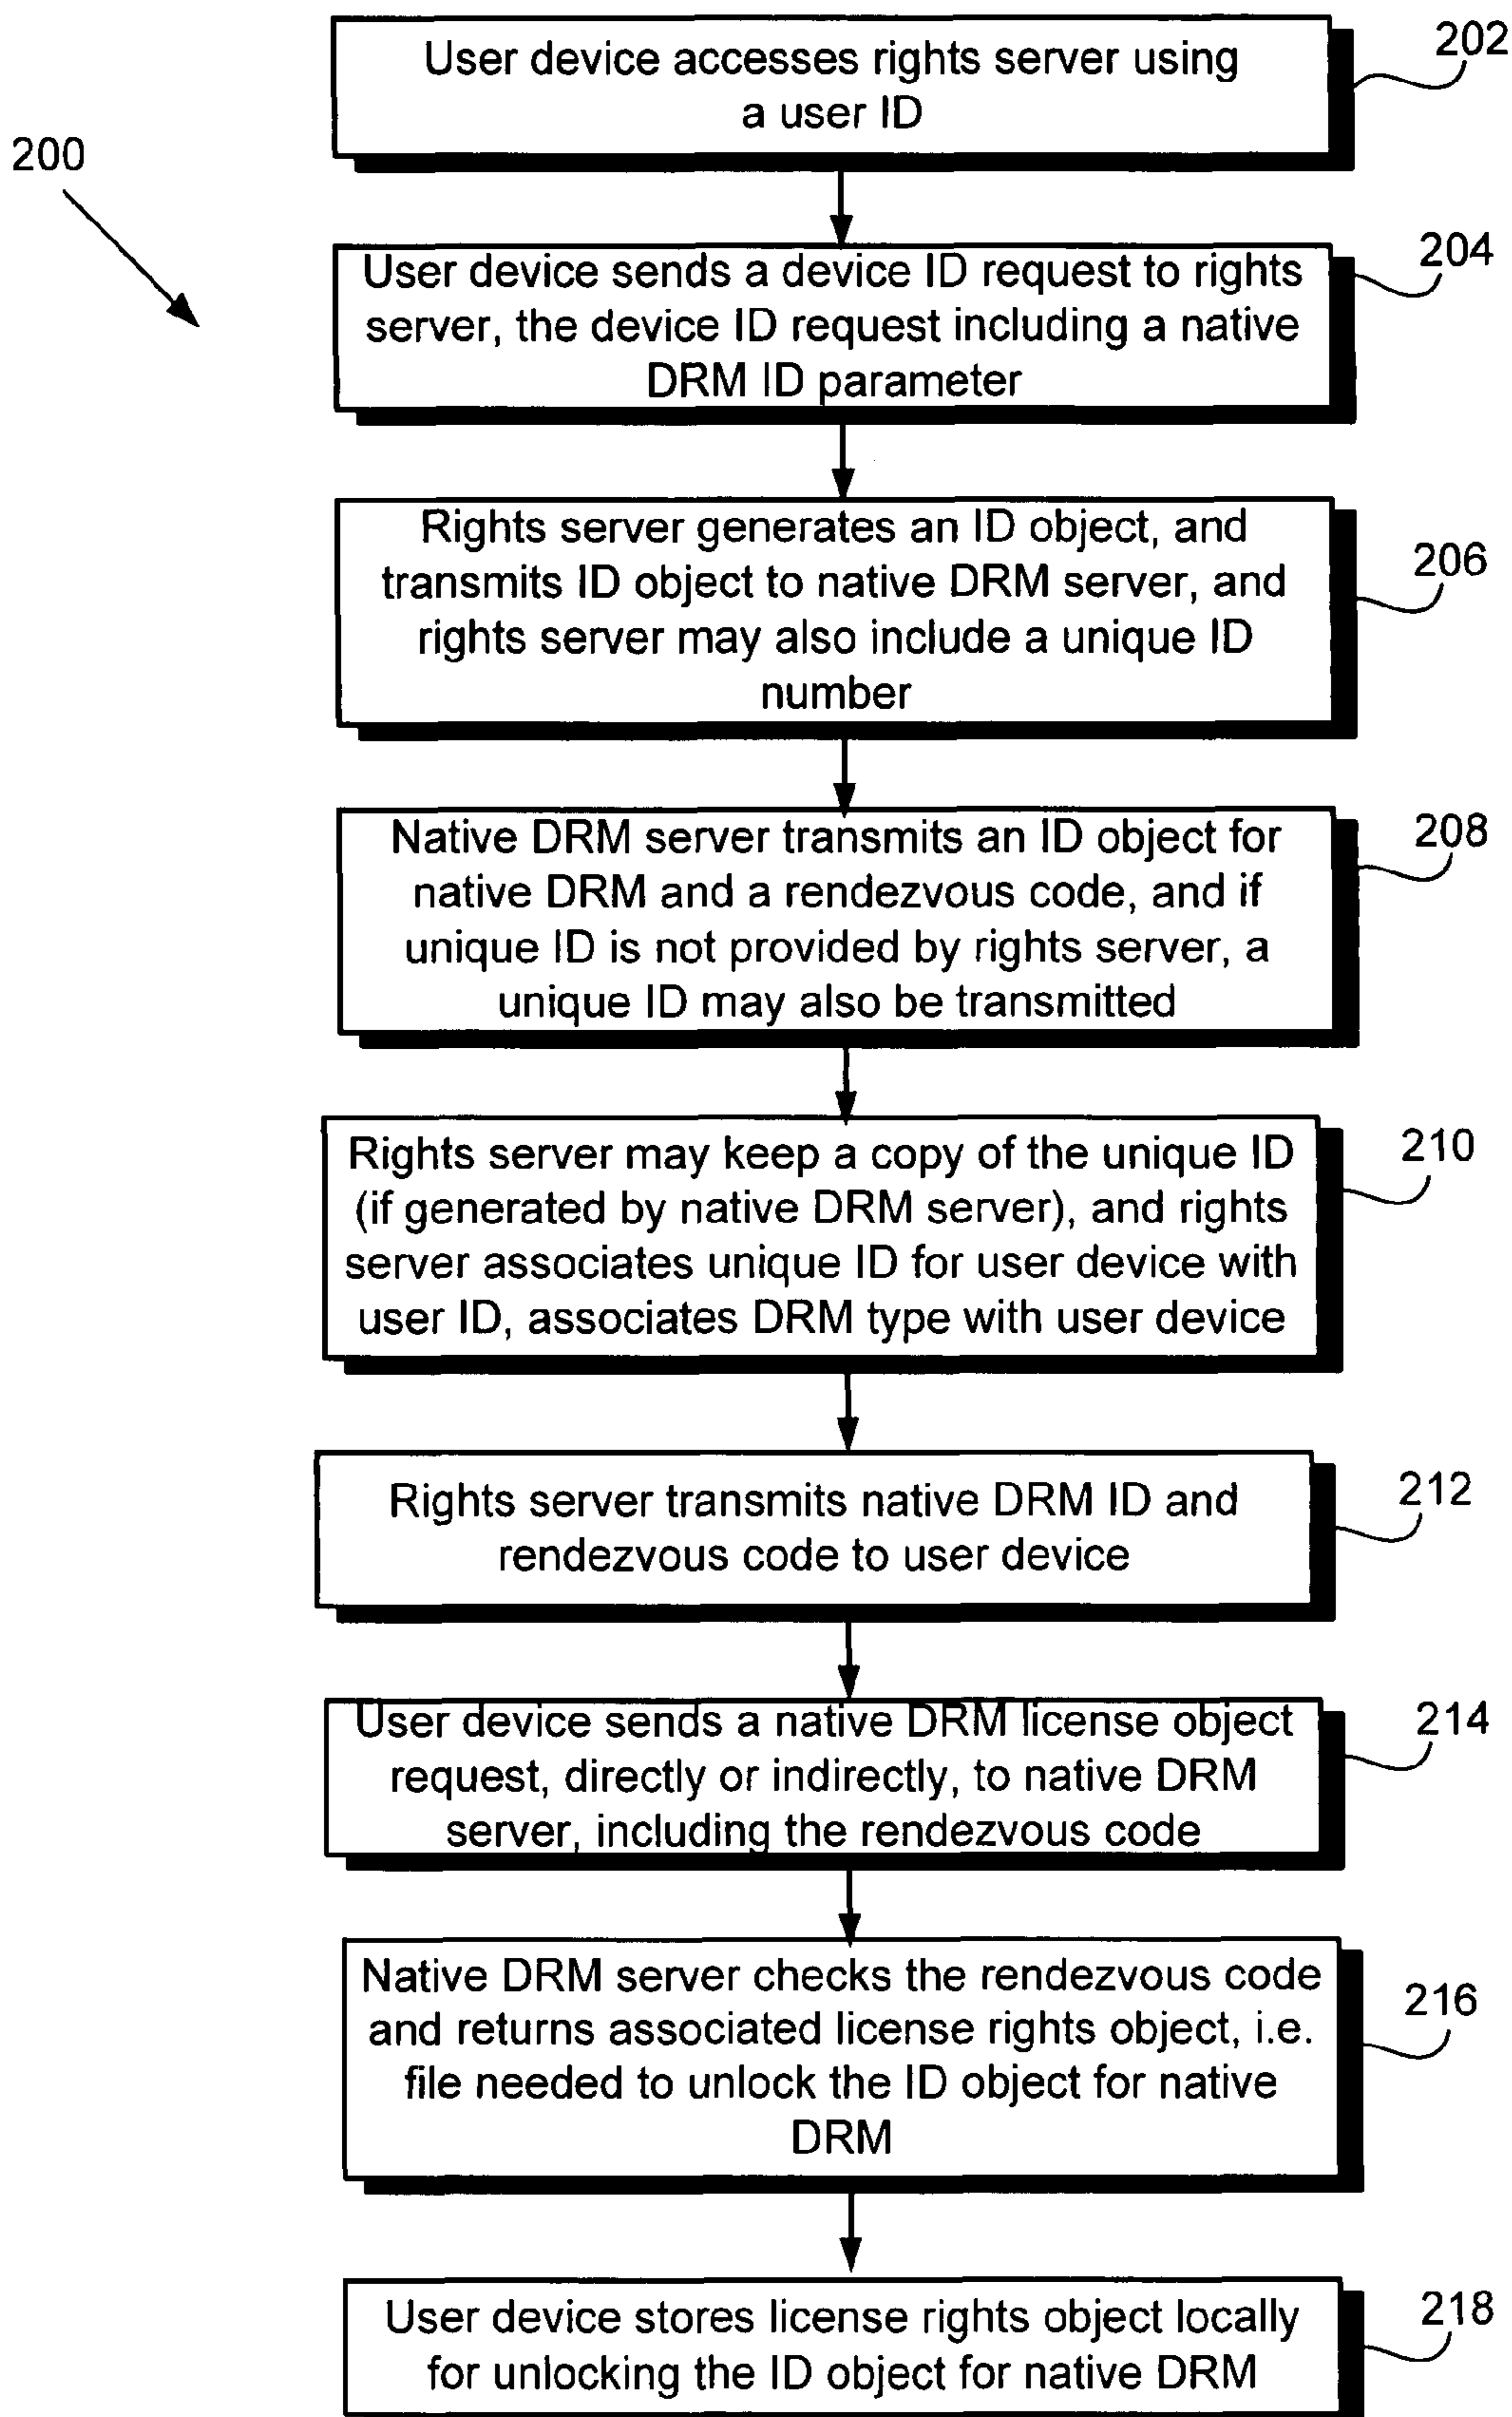 200
User device accesses rights server using
a user ID
202
User device sends a device ID request to rights
server, the device ID request including a native
DRM ID parameter
204
Rights server generates an ID object, and
transmits ID object to native DRM server, and
rights server may also include a unique ID
number
206
Native DRM server transmits an ID object for
native DRM and a rendezvous code, and if
unique ID is not provided by rights server, a
unique ID may also be transmitted
208
Rights server may keep a copy of the unique ID
(if generated by native DRM server), and rights
server associates unique ID for user device with
user ID, associates DRM type with user device
210
Rights server transmits native DRM ID and
rendezvous code to user device
212
User device sends a native DRM license object
request, directly or indirectly, to native DRM
server, including the rendezvous code
214
Native DRM server checks the rendezvous code
and returns associated license rights object, i.e.
file needed to unlock the ID object for native
DRM
216
User device stores license rights object locally
for unlocking the ID object for native DRM
218